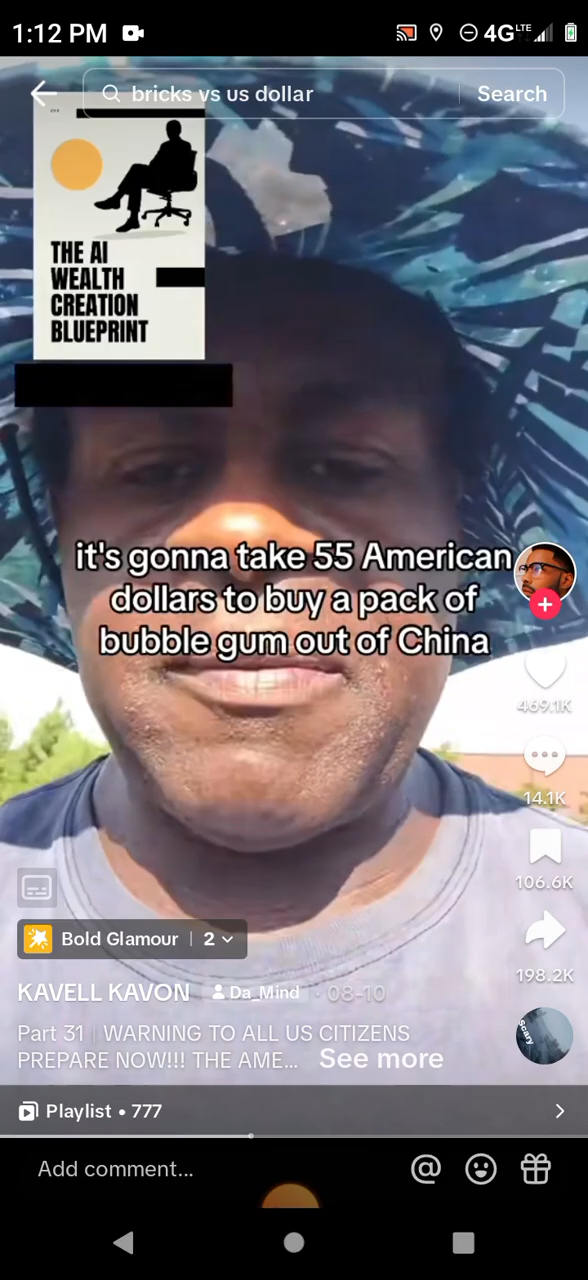 1:12 PM
4G LTE
bricks vs us dollar
Search
THE AI
WEALTH
CREATION
BLUEPRINT
it's gonna take 55 American
dollars to buy a pack of
bubble gum out of China
469.1K
14.1K
106.6K
198.2K
Bold Glamour | 2
KAVELL KAVON Da_Mind · 08-10
Part 31 | WARNING TO ALL US CITIZENS
PREPARE NOW!!! THE AME... See more
Scary
Playlist • 777
Add comment...